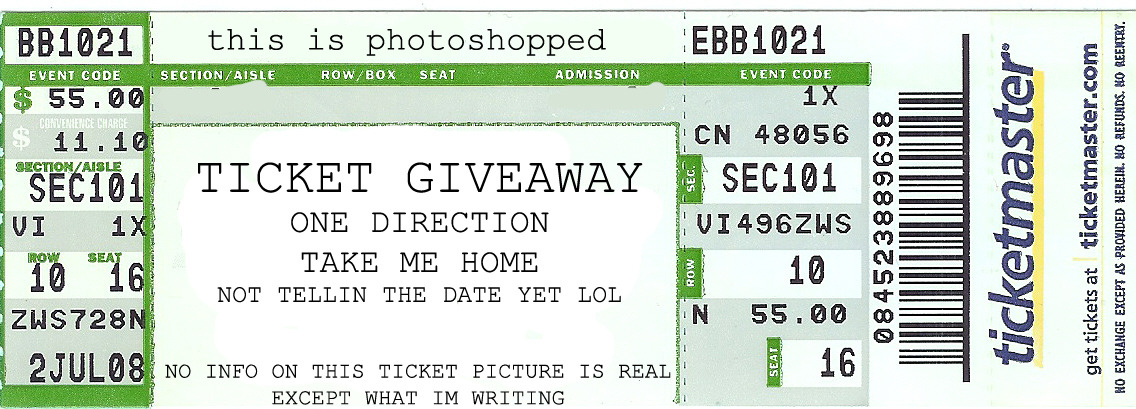 BB1021
this is photoshopped
EBB1021
EVENT CODE
SECTION/AISLE ROW/BOX SEAT ADMISSION
EVENT CODE
$ 55.00
CONVENIENCE CHARGE
$ 11.10
SECTION/AISLE
SEC101
VI 1X
ROW SEAT
10 16
ZWS728N
2JUL08
TICKET GIVEAWAY
ONE DIRECTION
TAKE ME HOME
NOT TELLIN THE DATE YET LOL
NO INFO ON THIS TICKET PICTURE IS REAL
EXCEPT WHAT IM WRITING
1X
CN 48056
SEC. SEC101
VI496ZWS
ROW 10
N 55.00
SEAT 16
084523889698
ticketmaster®
get tickets at ticketmaster.com
NO EXCHANGE EXCEPT AS PROVIDED HEREIN. NO REFUNDS. NO REENTRY.